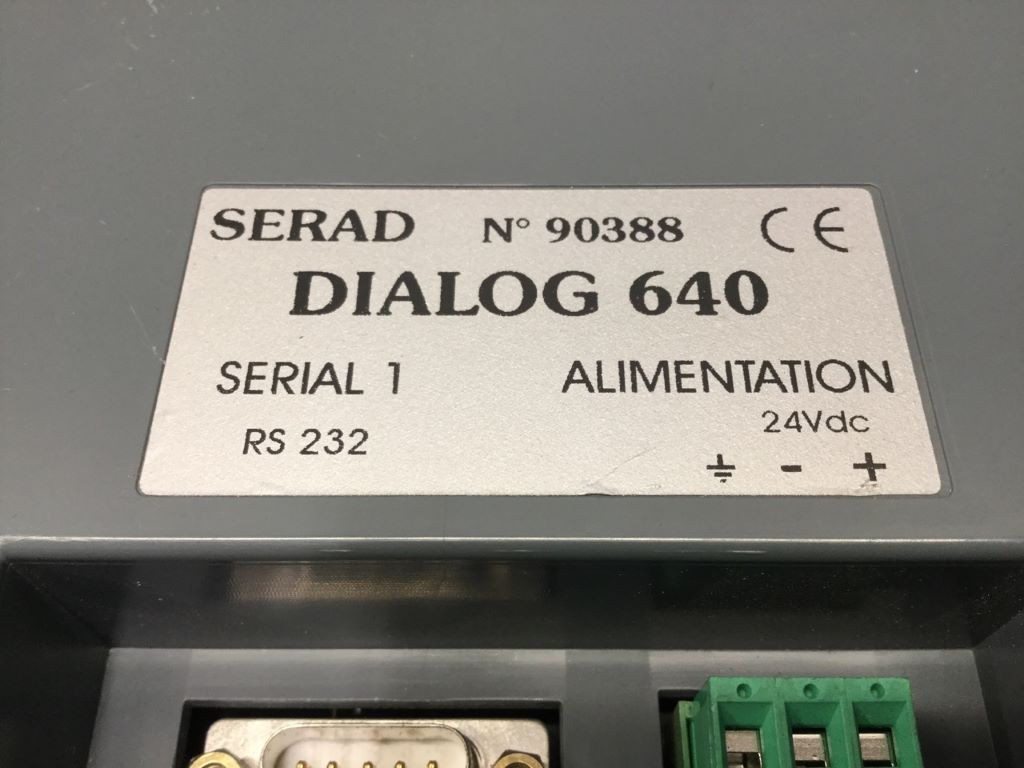 SERAD N° 90388 CE
DIALOG 640
SERIAL 1 ALIMENTATION
RS 232 24Vdc
⏚ - +